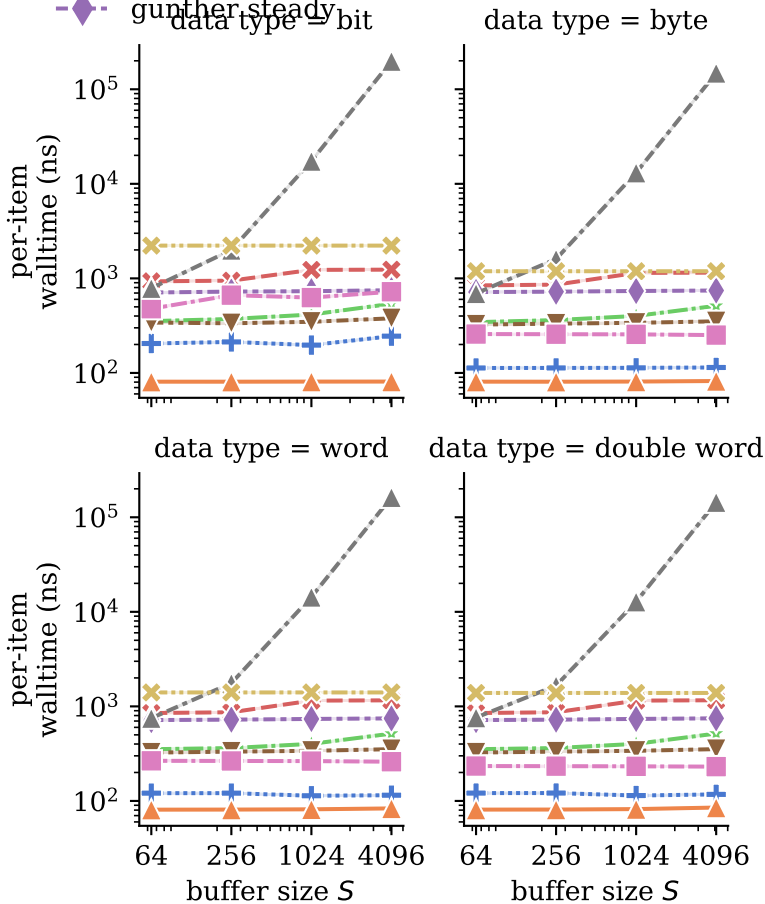 gunther steady
data type = bit
data type = byte
per-item
walltime (ns)
10⁵
10⁴
10³
10²
data type = word
data type = double word
per-item
walltime (ns)
10⁵
10⁴
10³
10²
64 256 1024 4096
64 256 1024 4096
buffer size S
buffer size S